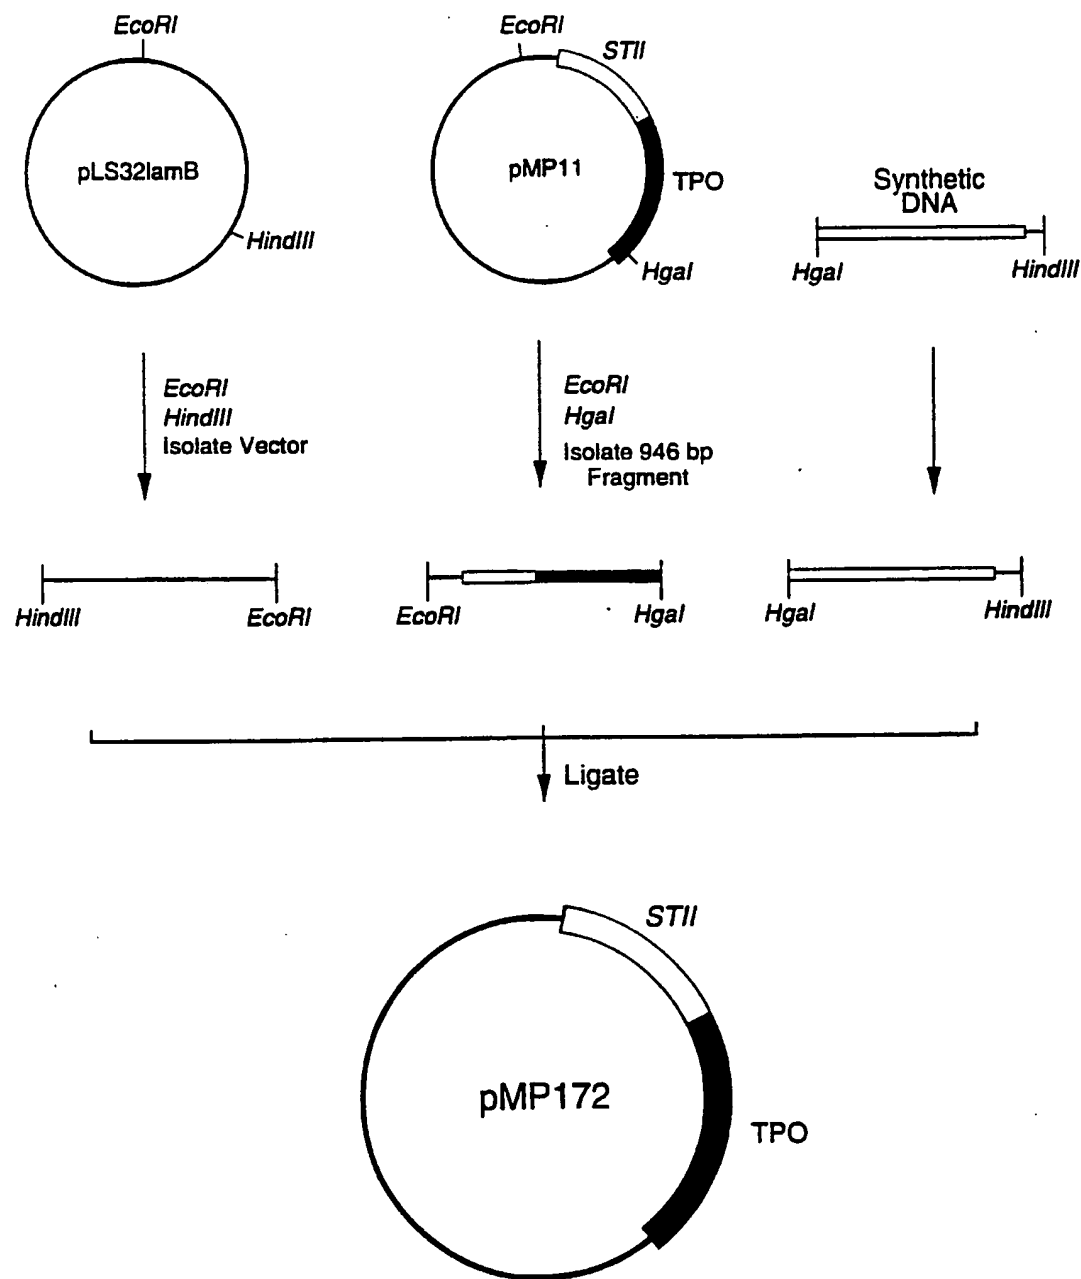 EcoRI
pLS32lamB
HindIII
EcoRI
STII
pMP11
TPO
HgaI
Synthetic
DNA
HgaI
HindIII
EcoRI
HindIII
Isolate Vector
EcoRI
HgaI
Isolate 946 bp
Fragment
HindIII
EcoRI
EcoRI
HgaI
HgaI
HindIII
Ligate
STII
pMP172
TPO